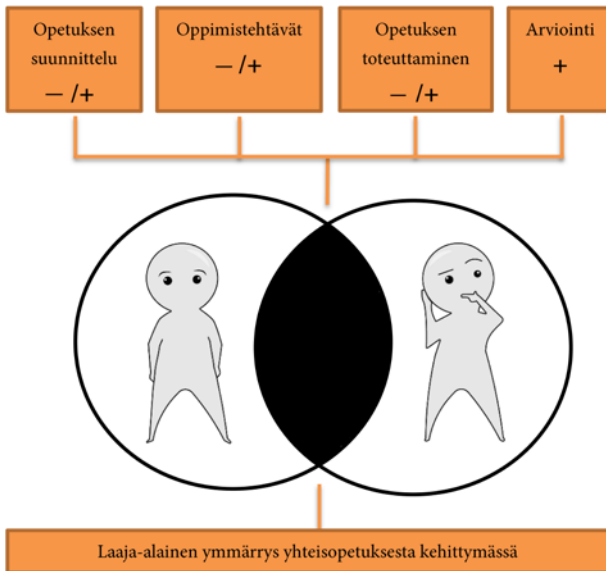 Opetuksen
suunnittelu
– /+
Oppimistehtävät
– /+
Opetuksen
toteuttaminen
– /+
Arviointi
+
Laaja-alainen ymmärrys yhteisopetuksesta kehittymässä